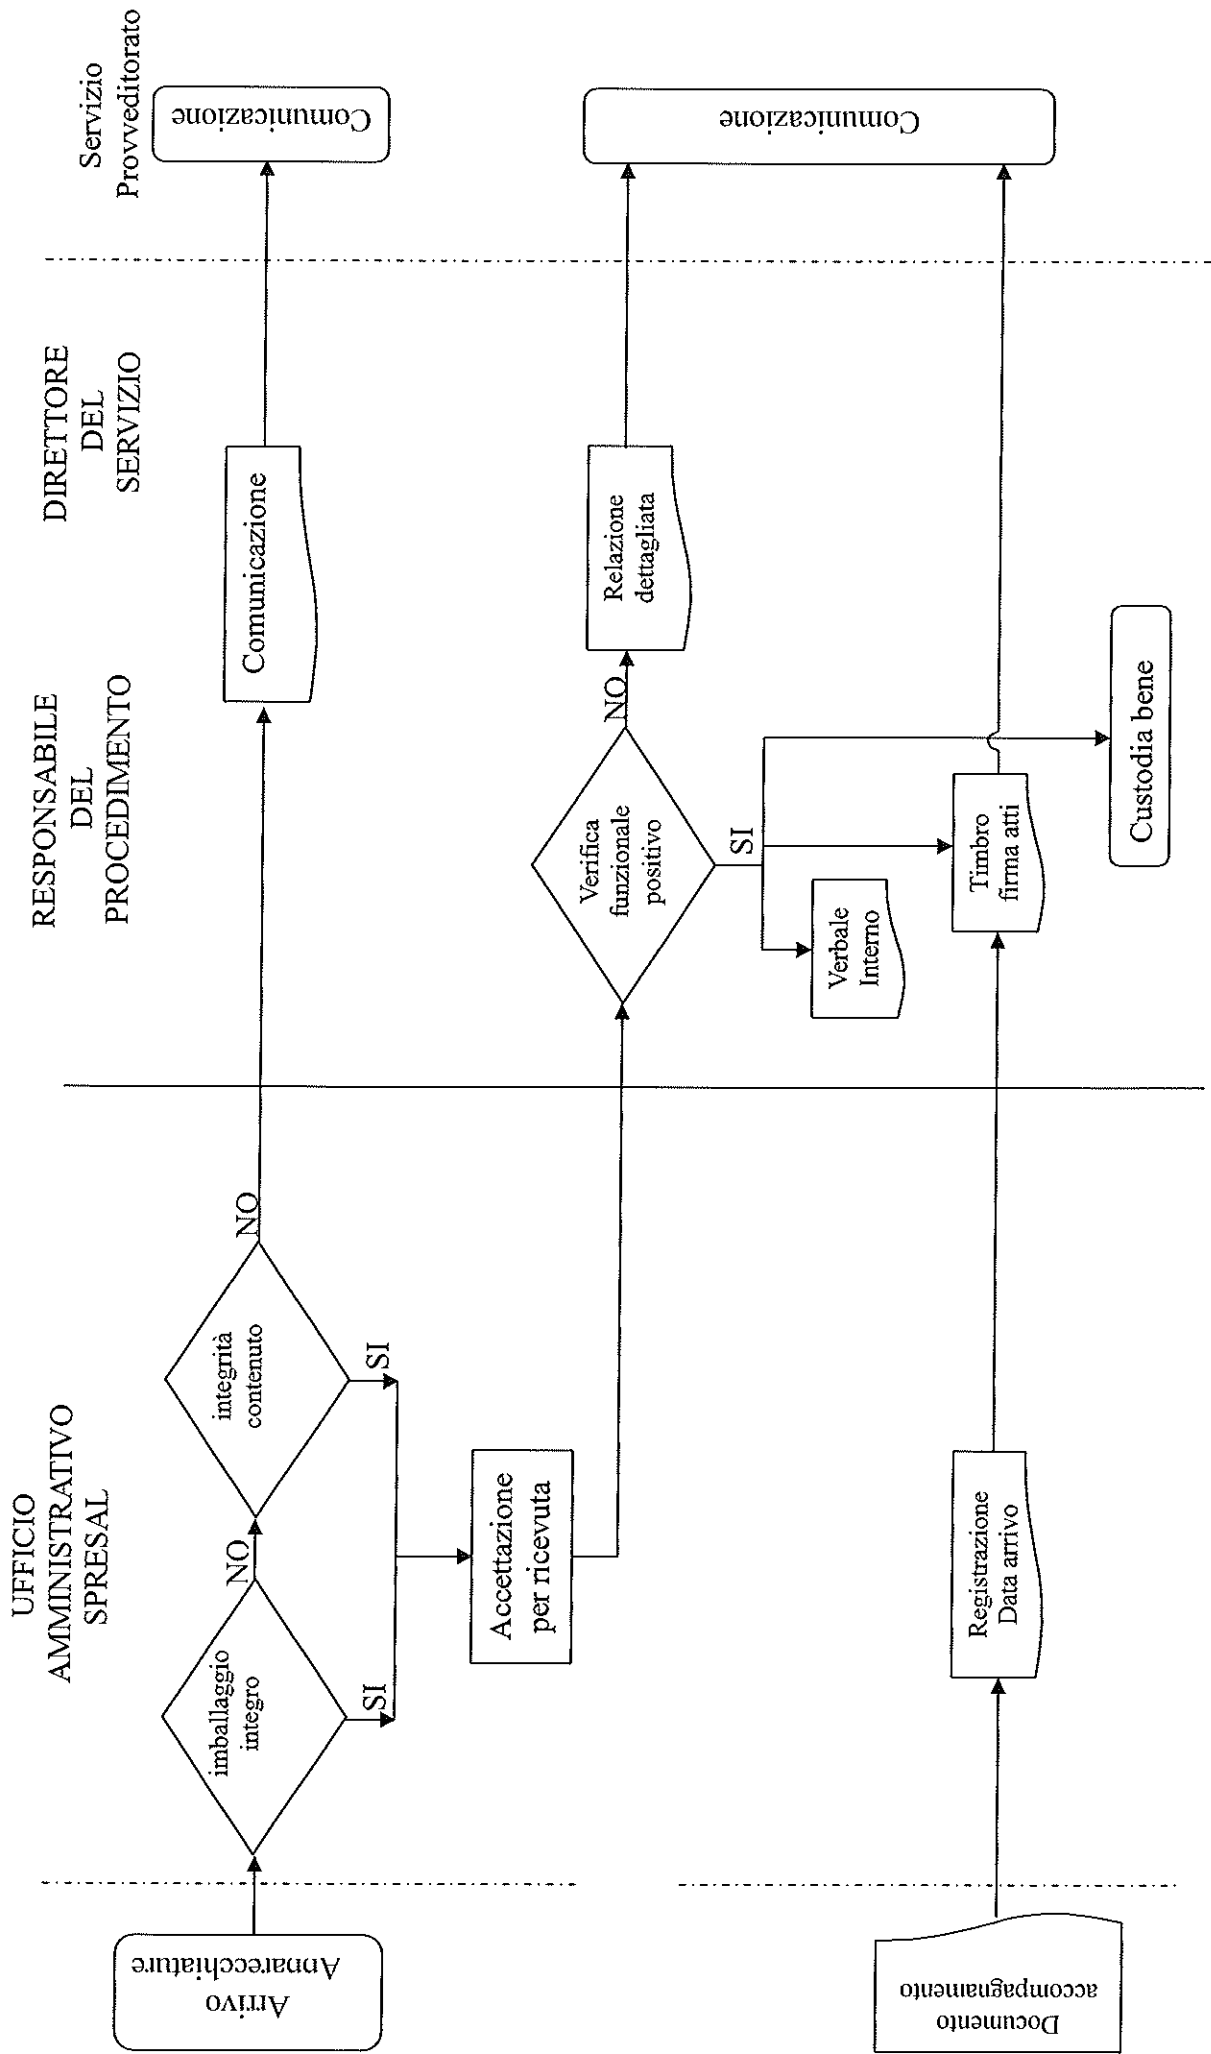 UFFICIO
AMMINISTRATIVO
SPRESAL
RESPONSABILE
DEL
PROCEDIMENTO
DIRETTORE
DEL
SERVIZIO
Servizio
Provveditorato
Arrivo
Apparecchiature
imballaggio
integro
NO
SI
integrità
contenuto
NO
SI
Comunicazione
Comunicazione
Accettazione
per ricevuta
Verifica
funzionale
positivo
NO
SI
Relazione
dettagliata
Comunicazione
Verbale
Interno
Documento
accompagnamento
Registrazione
Data arrivo
Timbro
firma atti
Custodia bene